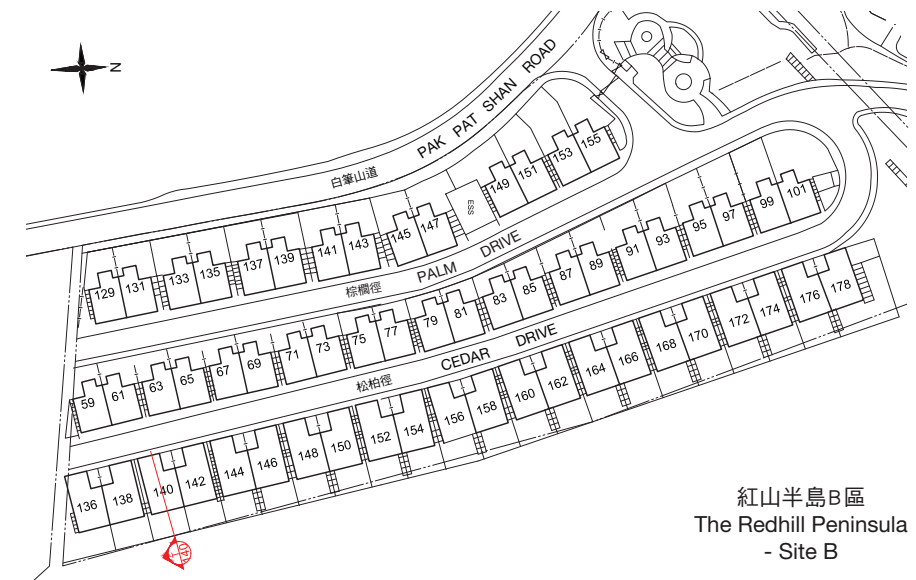 N
PAK PAT SHAN ROAD
白筆山道
ESS
149 151 153 155
129 131 133 135 137 139 141 143 145 147
PALM DRIVE
棕櫚徑
59 61 63 65 67 69 71 73 75 77 79 81 83 85 87 89 91 93 95 97 99 101
CEDAR DRIVE
松柏徑
136 138 140 142 144 146 148 150 152 154 156 158 160 162 164 166 168 170 172 174 176 178
140
紅山半島B區
The Redhill Peninsula
- Site B